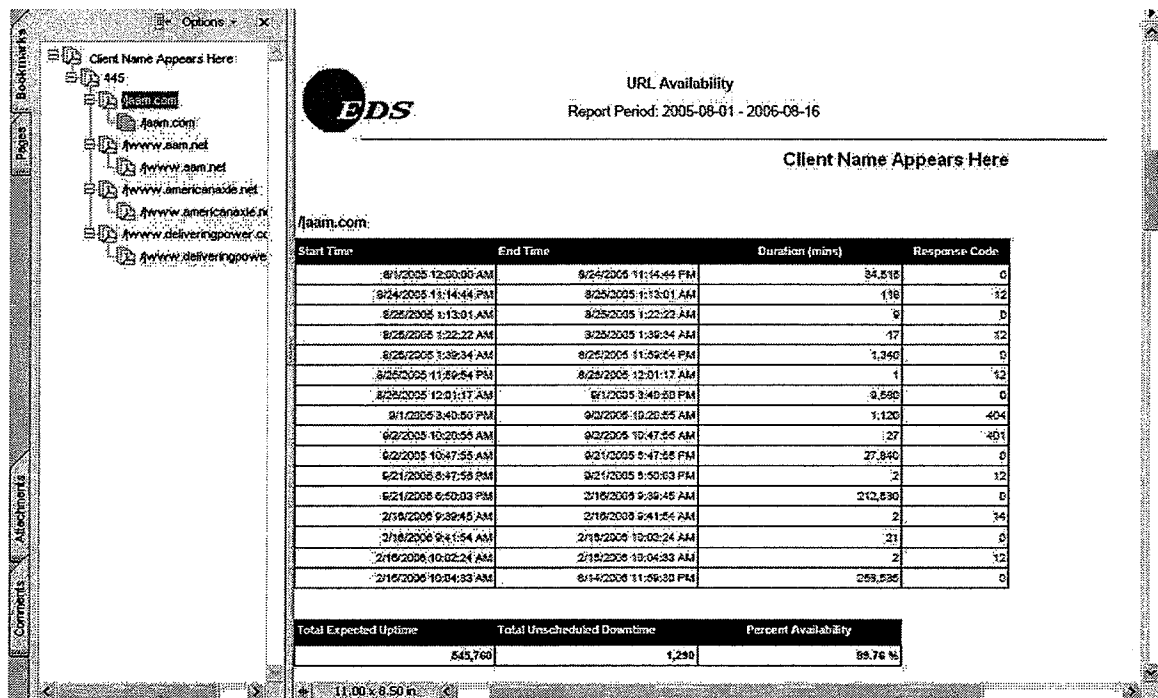 Options
Bookmarks
Pages
Attachments
Comments
Client Name Appears Here
445
//aam.com
//aam.com
//www.aam.net
//www.aam.net
//www.americanaxle.net
//www.americanaxle.n
//www.deliveringpower.co
//www.deliveringpowe
EDS
URL Availability
Report Period: 2005-08-01 - 2006-08-16
Client Name Appears Here
//aam.com
Start Time End Time Duration (mins) Response Code
8/1/2005 12:00:00 AM 8/24/2005 11:14:44 PM 34,515 0
8/24/2005 11:14:44 PM 8/25/2005 1:13:01 AM 118 12
8/25/2005 1:13:01 AM 8/25/2005 1:22:22 AM 9 0
8/25/2005 1:22:22 AM 8/25/2005 1:39:34 AM 17 12
8/25/2005 1:39:34 AM 8/25/2005 11:59:54 PM 1,340 0
8/25/2005 11:59:54 PM 8/26/2005 12:01:17 AM 1 12
8/26/2005 12:01:17 AM 9/1/2005 3:40:50 PM 0
9/1/2005 3:40:50 PM 9/2/2005 10:20:55 AM 1,120 404
9/2/2005 10:20:55 AM 9/2/2005 10:47:55 AM 27 401
9/2/2005 10:47:55 AM 9/21/2005 6:47:56 PM 27,840 0
9/21/2005 6:47:56 PM 9/21/2005 6:50:03 PM 2 12
9/21/2005 6:50:03 PM 2/16/2006 9:39:45 AM 212,630 0
2/16/2006 9:39:45 AM 2/16/2006 9:41:54 AM 2 14
2/16/2006 9:41:54 AM 2/16/2006 10:02:24 AM 21 0
2/16/2006 10:02:24 AM 2/16/2006 10:04:33 AM 2 12
2/16/2006 10:04:33 AM 8/14/2006 11:59:30 PM 0
Total Expected Uptime Total Unscheduled Downtime Percent Availability
545,760 1,290 99.76 %
11.00 x 8.50 in